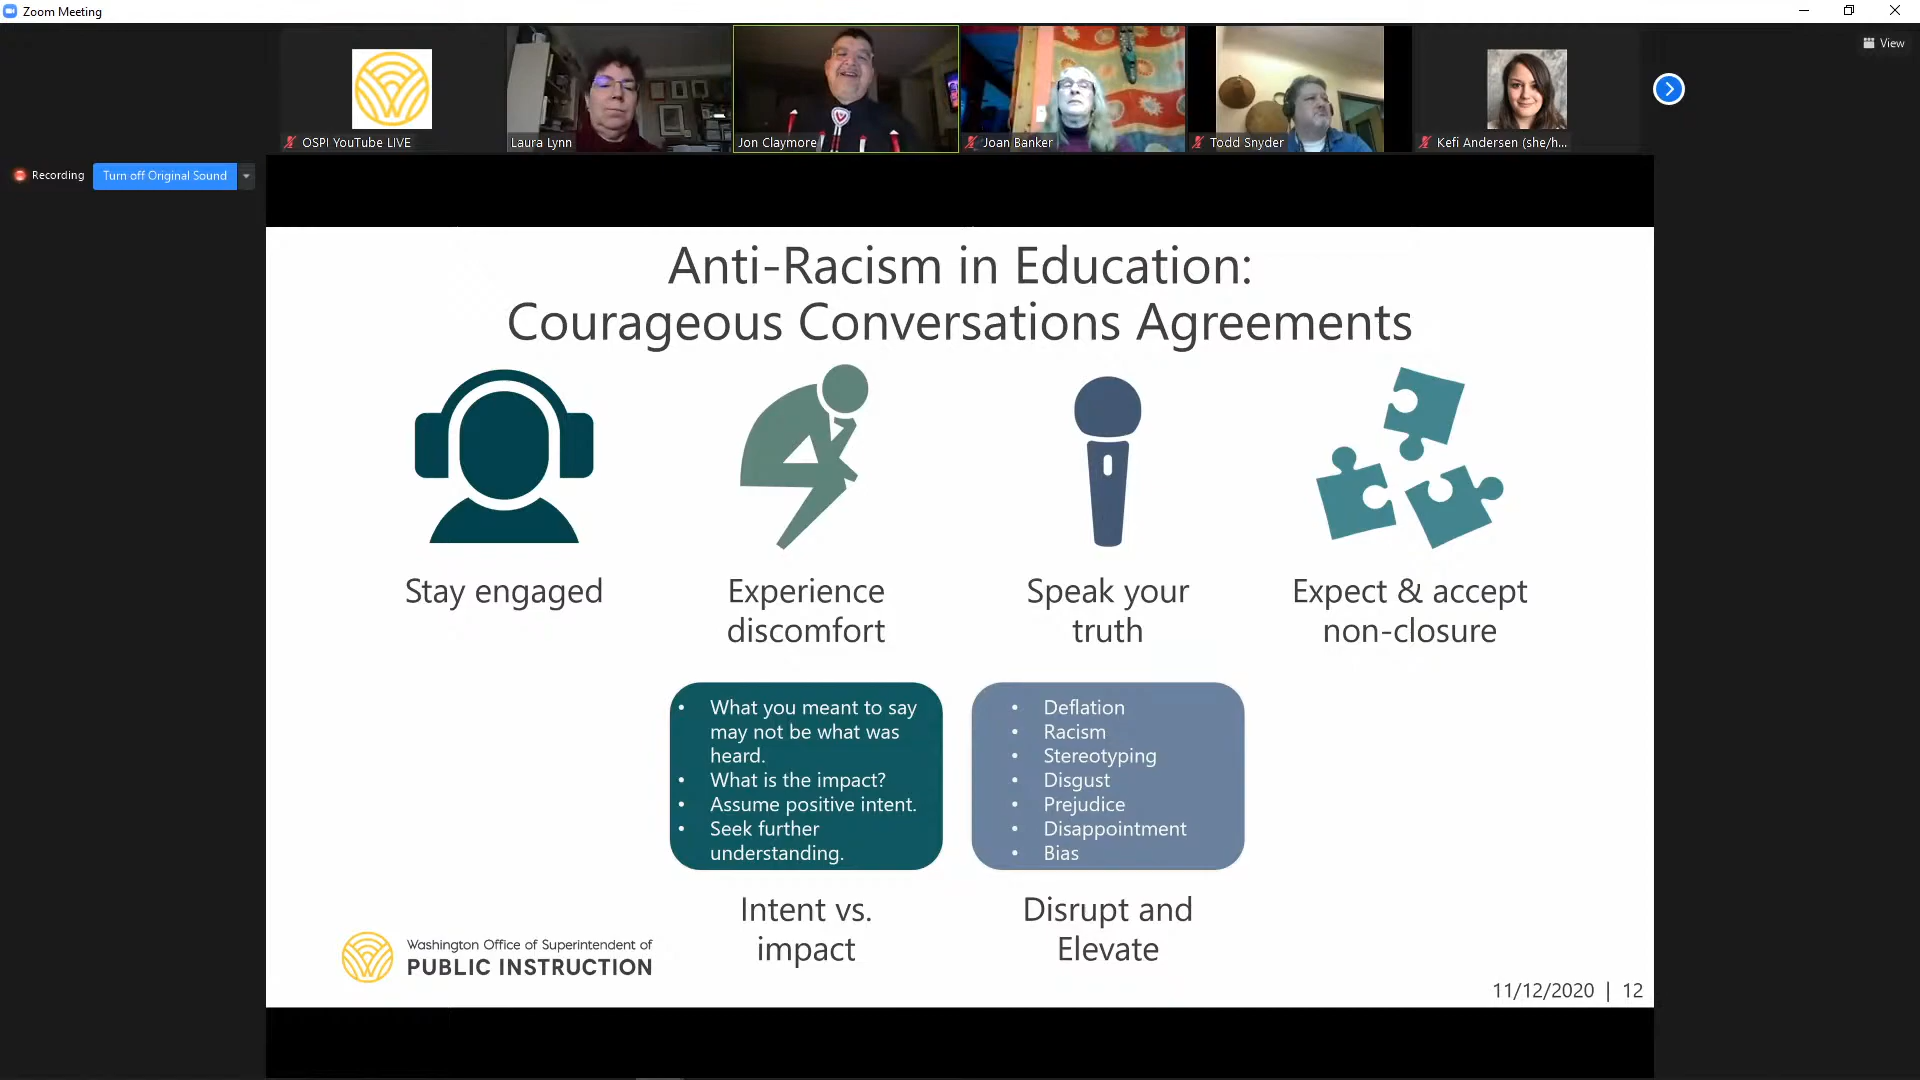 Zoom Meeting
View
OSPI YouTube LIVE
Laura Lynn
Jon Claymore
Joan Banker
Todd Snyder
Kefi Andersen (she/h...
Recording
Turn off Original Sound
Anti-Racism in Education:
Courageous Conversations Agreements
Stay engaged
Experience
discomfort
Speak your
truth
Expect & accept
non-closure
• What you meant to say
may not be what was
heard.
• What is the impact?
• Assume positive intent.
• Seek further
understanding.
Intent vs.
impact
• Deflation
• Racism
• Stereotyping
• Disgust
• Prejudice
• Disappointment
• Bias
Disrupt and
Elevate
Washington Office of Superintendent of
PUBLIC INSTRUCTION
11/12/2020 | 12